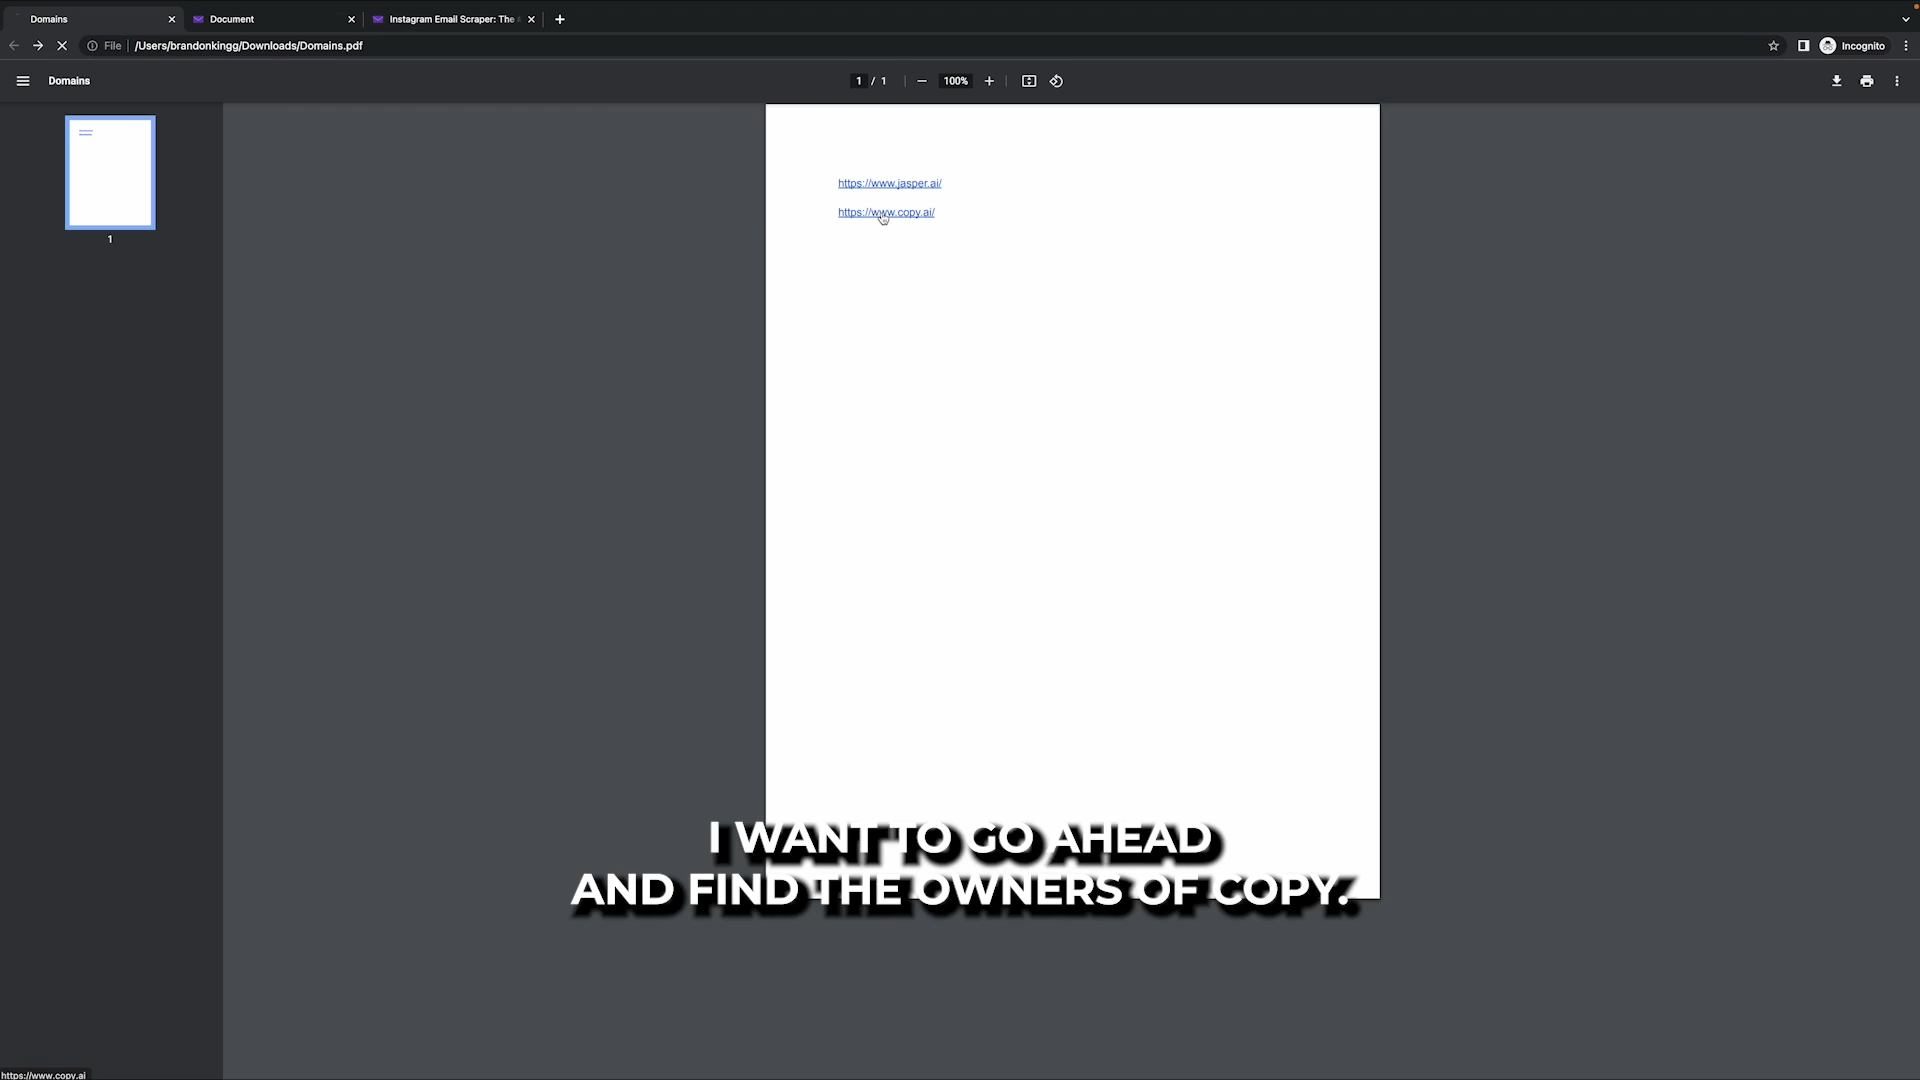 Domains
Document
Instagram Email Scraper: The
File
/Users/brandonkingg/Downloads/Domains.pdf
Incognito
Domains
1 / 1
100%
https://www.jasper.ai/
https://www.copy.ai/
1
I WANT TO GO AHEAD
AND FIND THE OWNERS OF COPY.
https://www.copy.ai